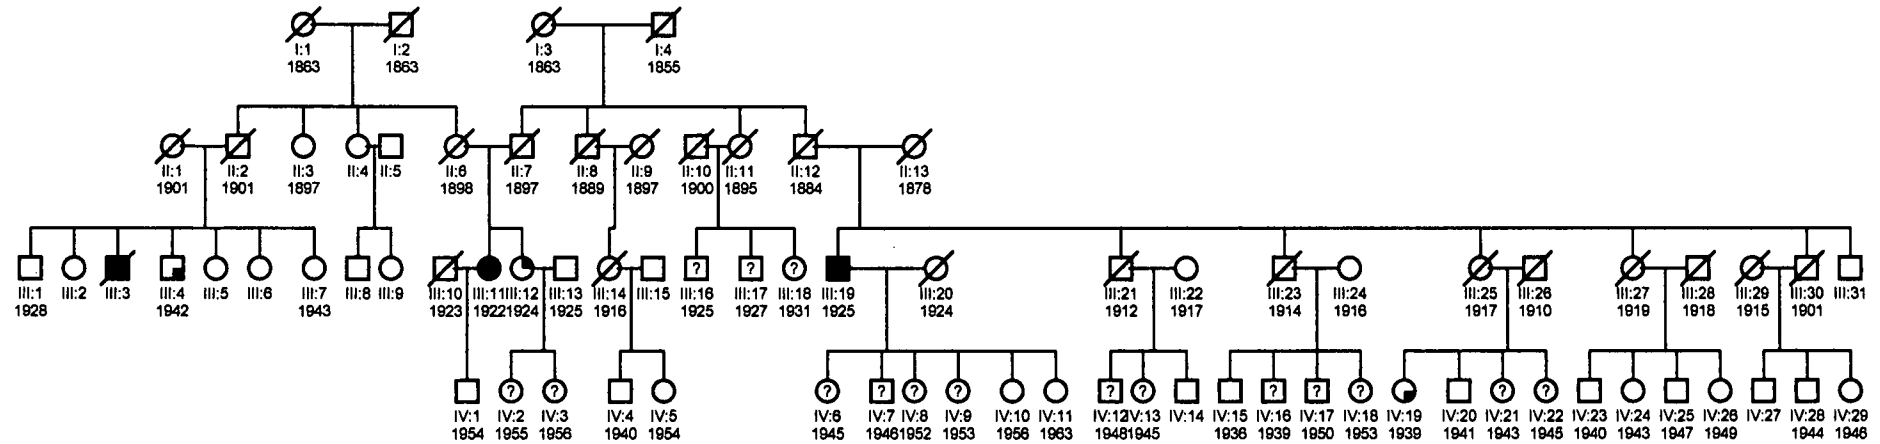 I:1 I:2 I:3 I:4
1863 1863 1863 1855
II:1 II:2 II:3 II:4 II:5 II:6 II:7 II:8 II:9 II:10 II:11 II:12 II:13
1901 1901 1897 1898 1897 1889 1897 1900 1895 1884 1878
? ? ?
III:1 III:2 III:3 III:4 III:5 III:6 III:7 III:8 III:9 III:10 III:11 III:12 III:13 III:14 III:15 III:16 III:17 III:18 III:19 III:20 III:21 III:22 III:23 III:24 III:25 III:26 III:27 III:28 III:29 III:30 III:31
1928 1942 1943 1923 1922 1924 1925 1916 1925 1927 1931 1925 1924 1912 1917 1914 1916 1917 1910 1919 1918 1915 1901
? ? ? ? ? ? ? ? ? ? ? ? ?
IV:1 IV:2 IV:3 IV:4 IV:5 IV:6 IV:7 IV:8 IV:9 IV:10 IV:11 IV:12 IV:13 IV:14 IV:15 IV:16 IV:17 IV:18 IV:19 IV:20 IV:21 IV:22 IV:23 IV:24 IV:25 IV:26 IV:27 IV:28 IV:29
1954 1955 1956 1940 1954 1945 1946 1952 1953 1956 1963 1948 1945 1936 1939 1950 1953 1939 1941 1943 1945 1940 1943 1947 1949 1944 1946